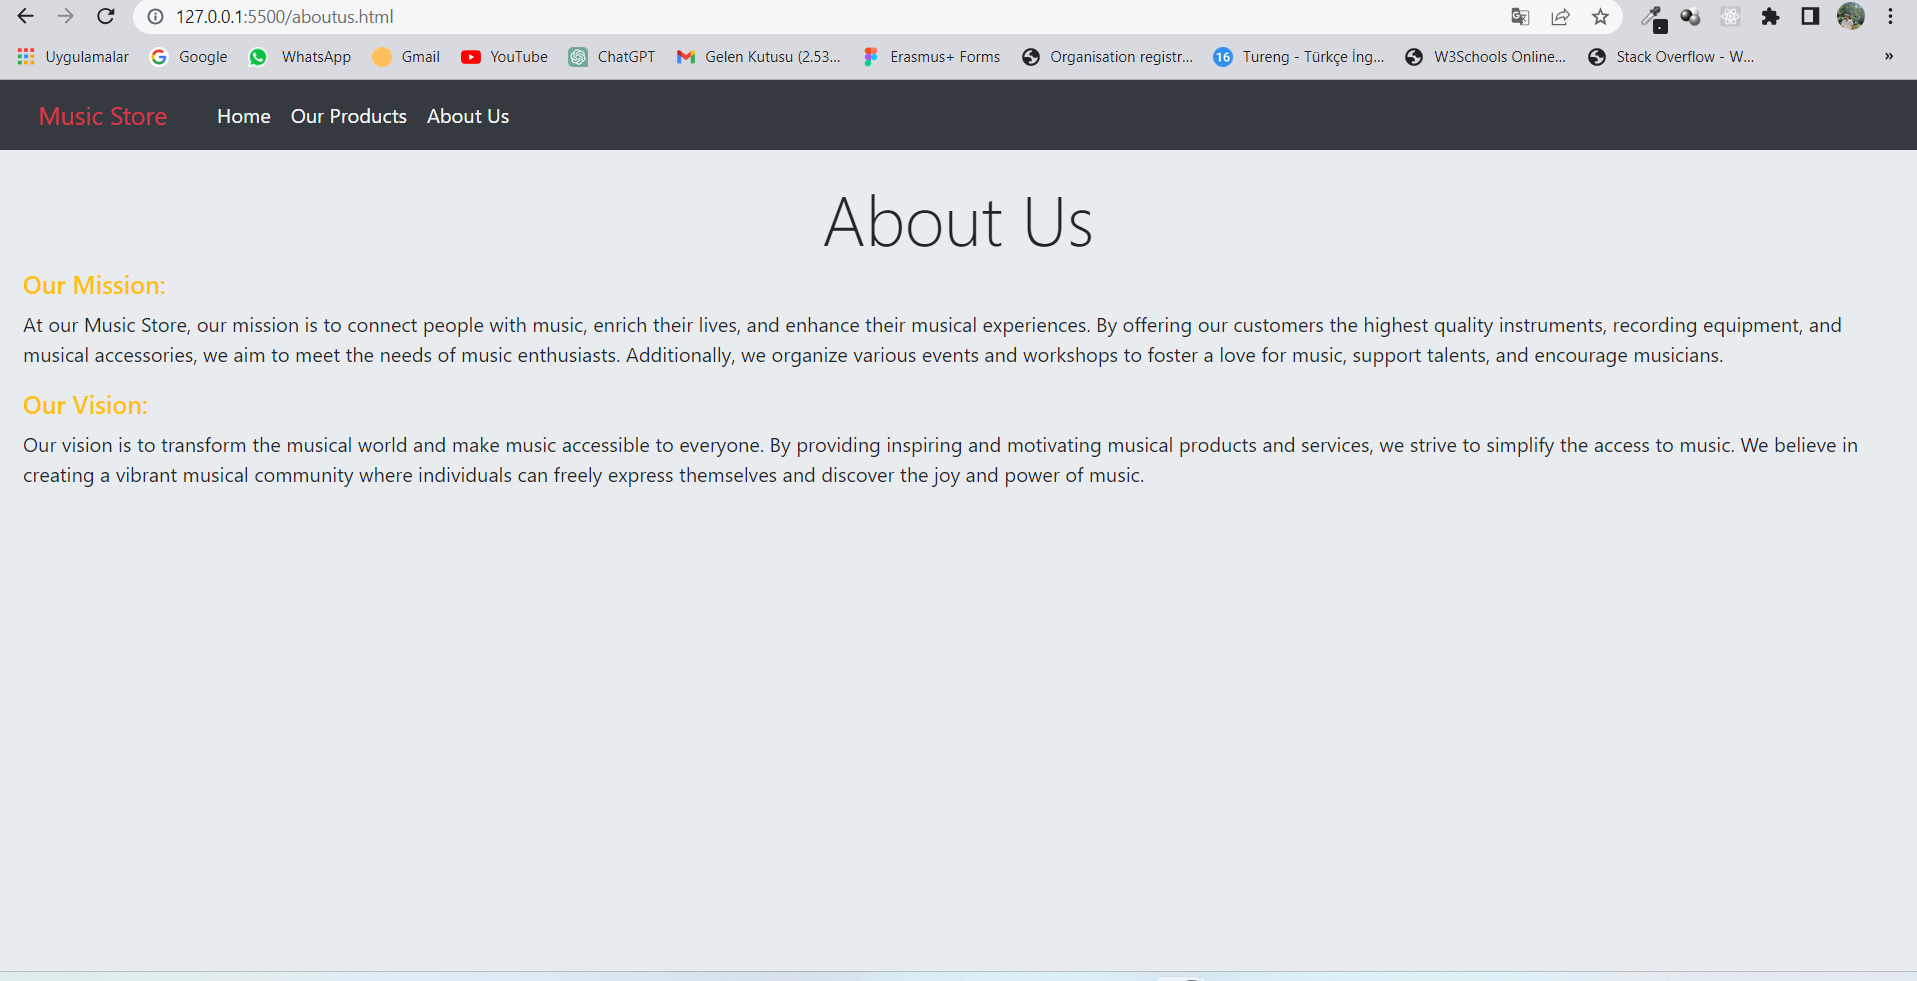 127.0.0.1:5500/aboutus.html
Uygulamalar Google WhatsApp Gmail YouTube ChatGPT Gelen Kutusu (2.53... Erasmus+ Forms Organisation registr... 16 Tureng - Türkçe İng... W3Schools Online... Stack Overflow - W... »
Music Store Home Our Products About Us
About Us
Our Mission:
At our Music Store, our mission is to connect people with music, enrich their lives, and enhance their musical experiences. By offering our customers the highest quality instruments, recording equipment, and
musical accessories, we aim to meet the needs of music enthusiasts. Additionally, we organize various events and workshops to foster a love for music, support talents, and encourage musicians.
Our Vision:
Our vision is to transform the musical world and make music accessible to everyone. By providing inspiring and motivating musical products and services, we strive to simplify the access to music. We believe in
creating a vibrant musical community where individuals can freely express themselves and discover the joy and power of music.